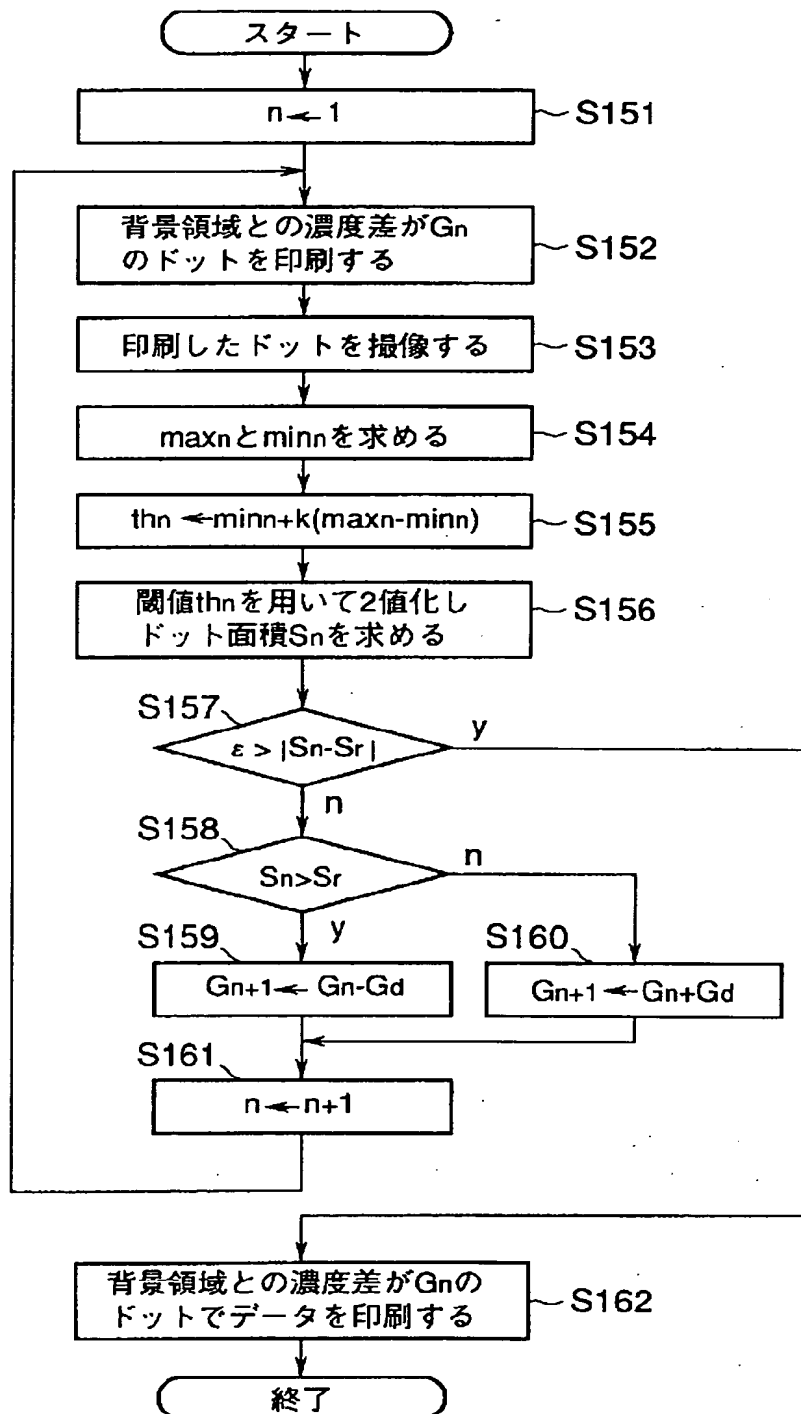 スタート
n←1
S151
背景領域との濃度差がGn
のドットを印刷する
S152
印刷したドットを撮像する
S153
maxnとminnを求める
S154
thn←minn+k(maxn-minn)
S155
閾値thnを用いて2値化し
ドット面積Snを求める
S156
S157
ε>|Sn-Sr|
y
n
S158
Sn>Sr
n
y
S159
Gn+1←Gn-Gd
S160
Gn+1←Gn+Gd
S161
n←n+1
背景領域との濃度差がGnの
ドットでデータを印刷する
S162
終了